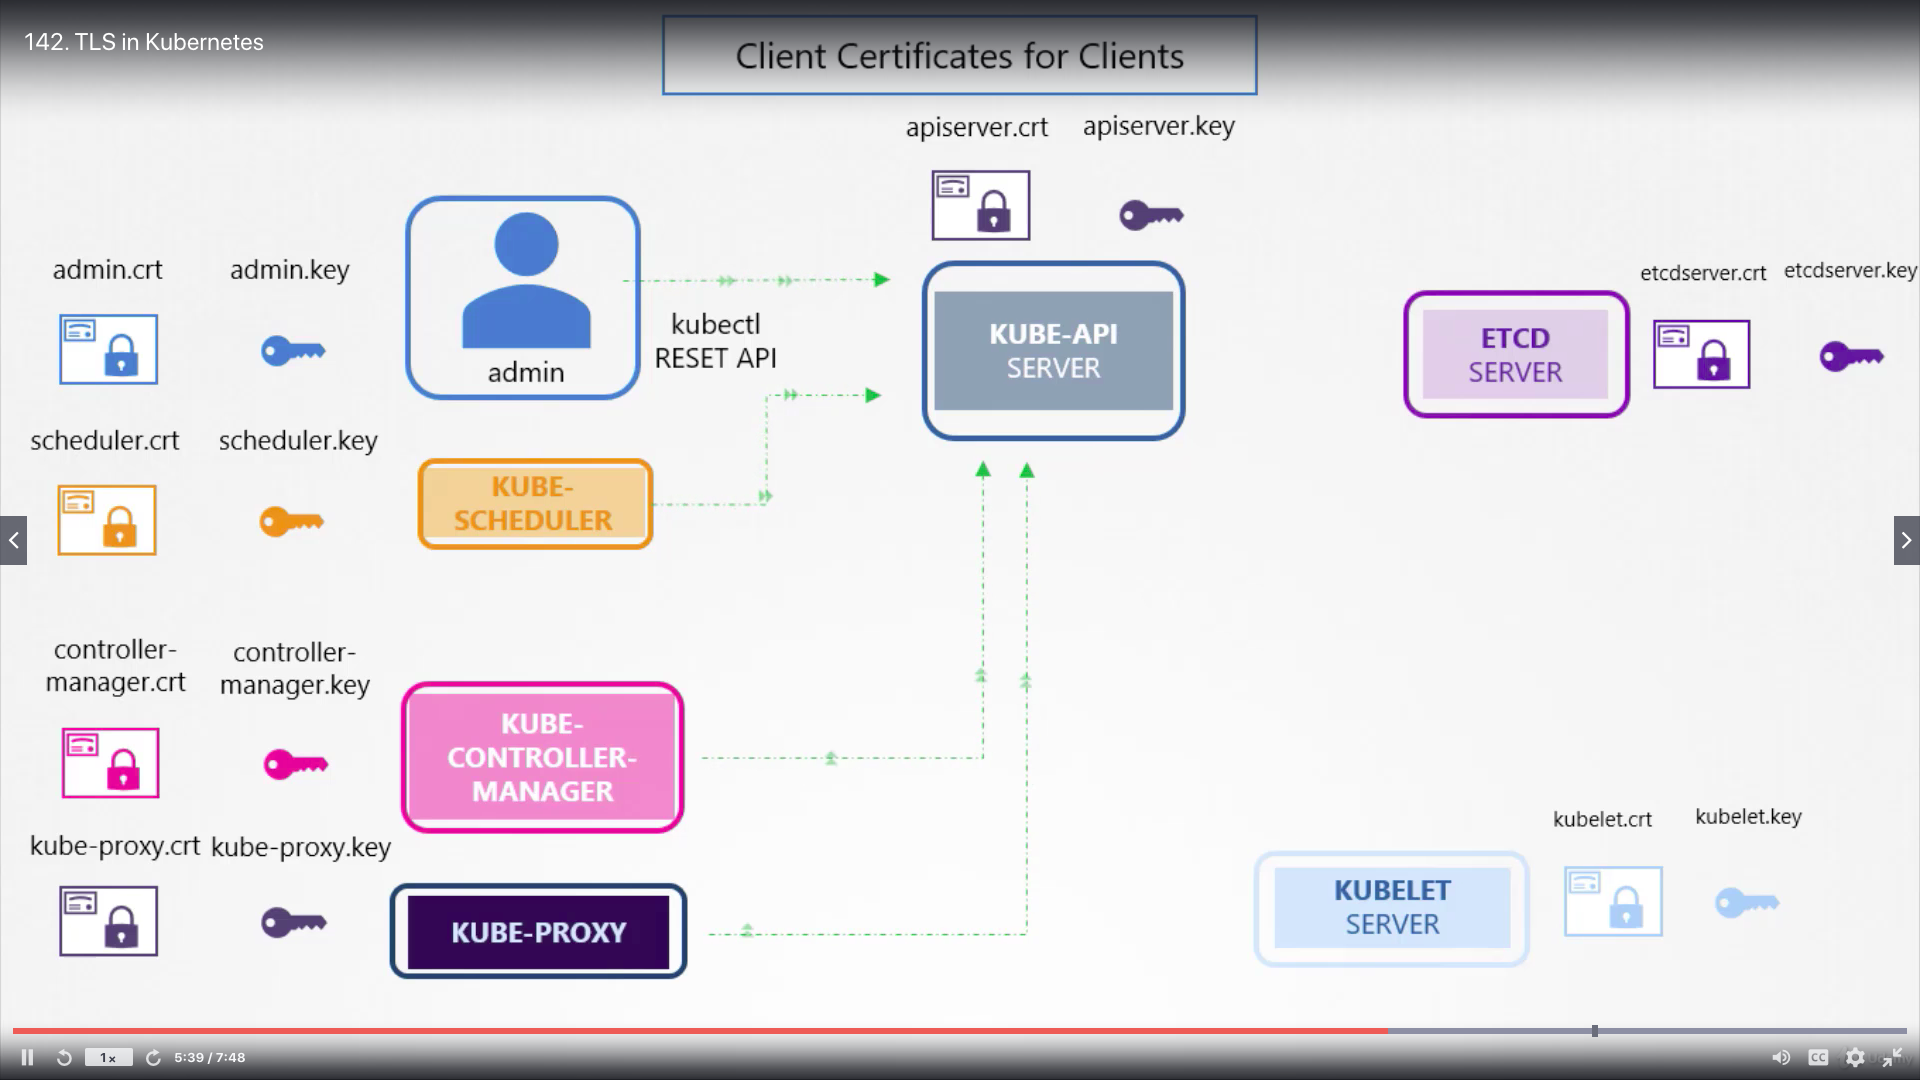 142. TLS in Kubernetes
Client Certificates for Clients
apiserver.crt
apiserver.key
admin.crt
admin.key
admin
kubectl
RESET API
KUBE-API
SERVER
ETCD
SERVER
etcdserver.crt
etcdserver.key
scheduler.crt
scheduler.key
KUBE-
SCHEDULER
controller-
manager.crt
controller-
manager.key
KUBE-
CONTROLLER-
MANAGER
kube-proxy.crt
kube-proxy.key
KUBE-PROXY
KUBELET
SERVER
kubelet.crt
kubelet.key
1x
5:39 / 7:48
CC